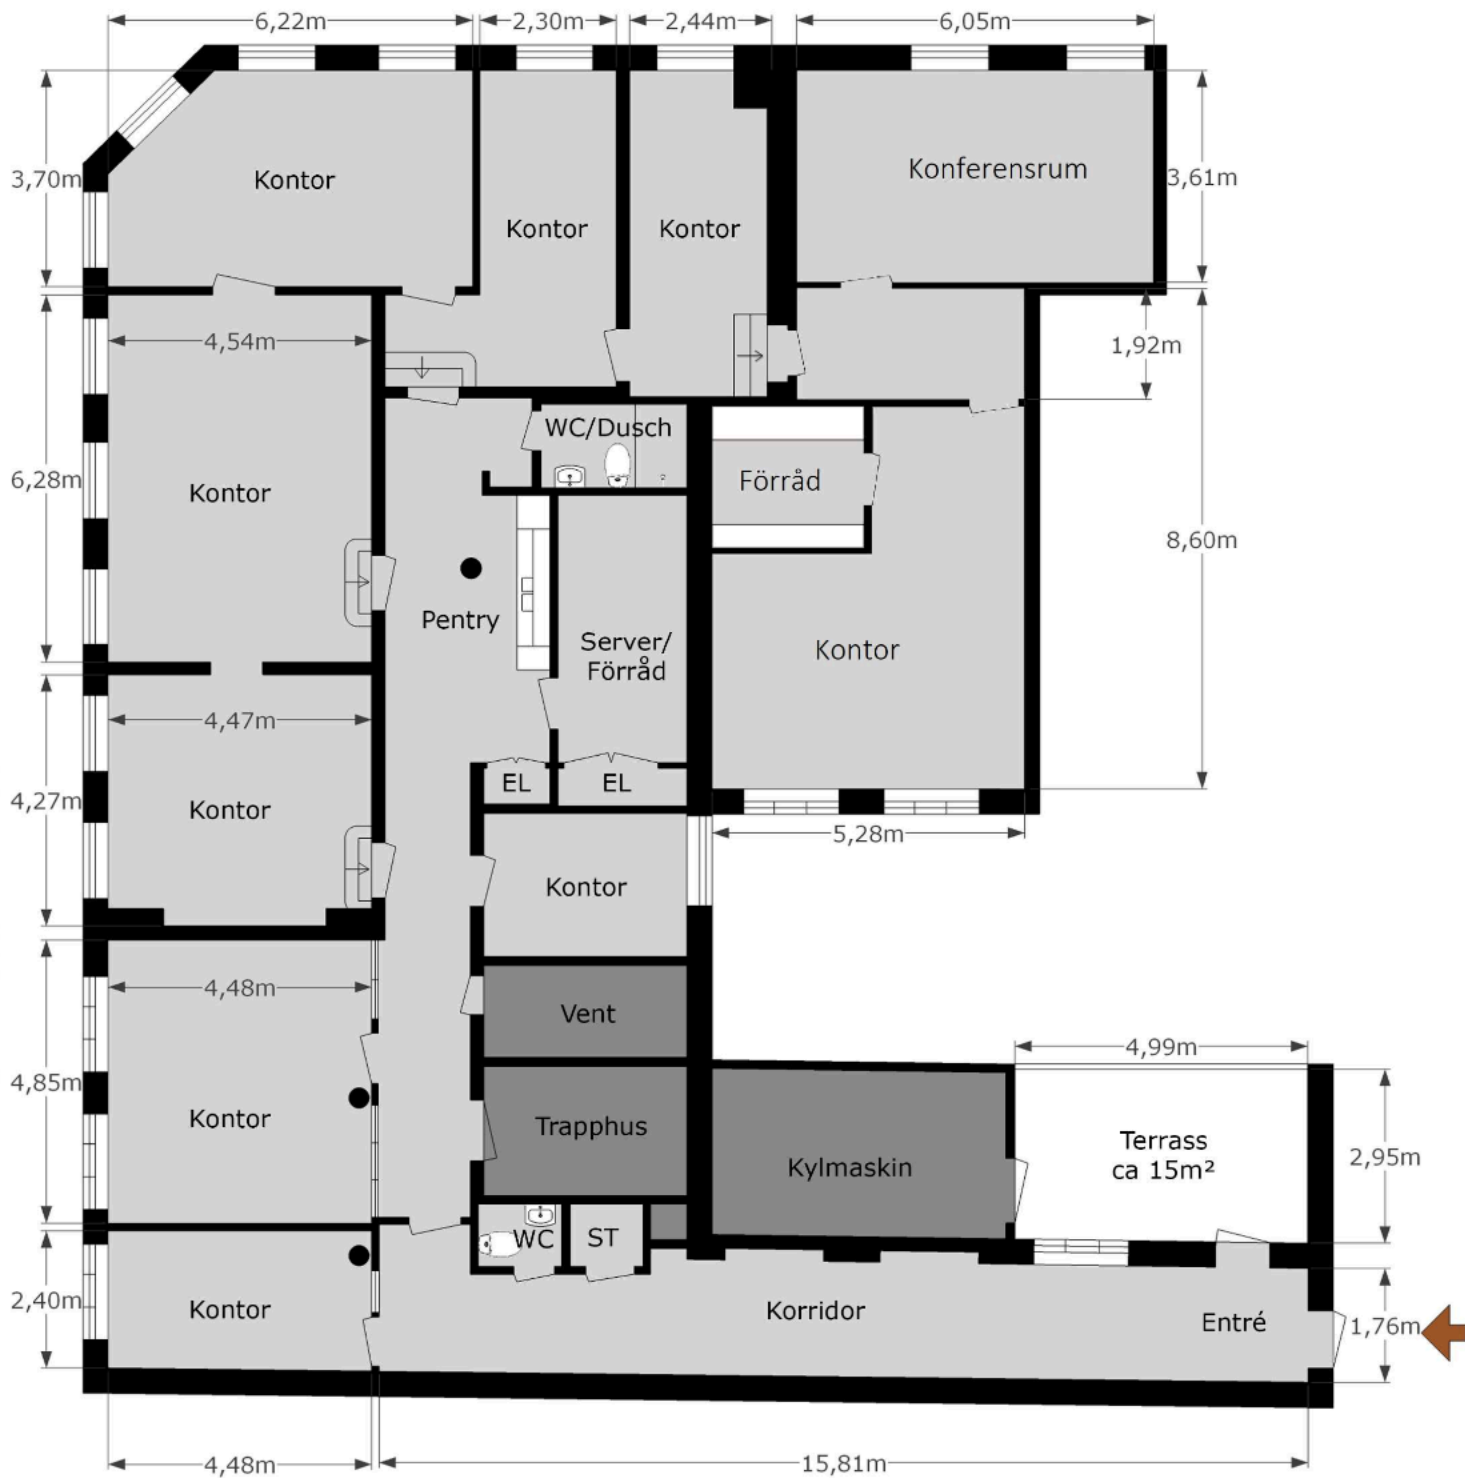 6,22m
2,30m
2,44m
6,05m
3,70m
Kontor
Kontor
Kontor
Konferensrum
3,61m
4,54m
1,92m
WC/Dusch
6,28m
Kontor
Förråd
8,60m
Pentry
Server/
Förråd
Kontor
4,47m
EL
EL
4,27m
Kontor
5,28m
Kontor
4,48m
Vent
4,99m
4,85m
Kontor
Trapphus
Kylmaskin
Terrass
ca 15m²
2,95m
WC
ST
2,40m
Kontor
Korridor
Entré
1,76m
4,48m
15,81m